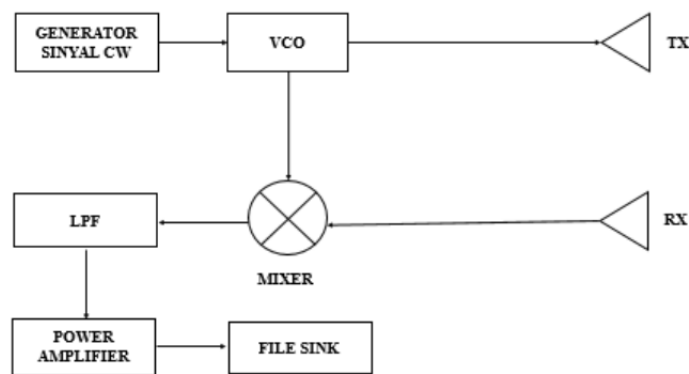 GENERATOR
SINYAL CW
VCO
TX
LPF
RX
MIXER
POWER
AMPLIFIER
FILE SINK